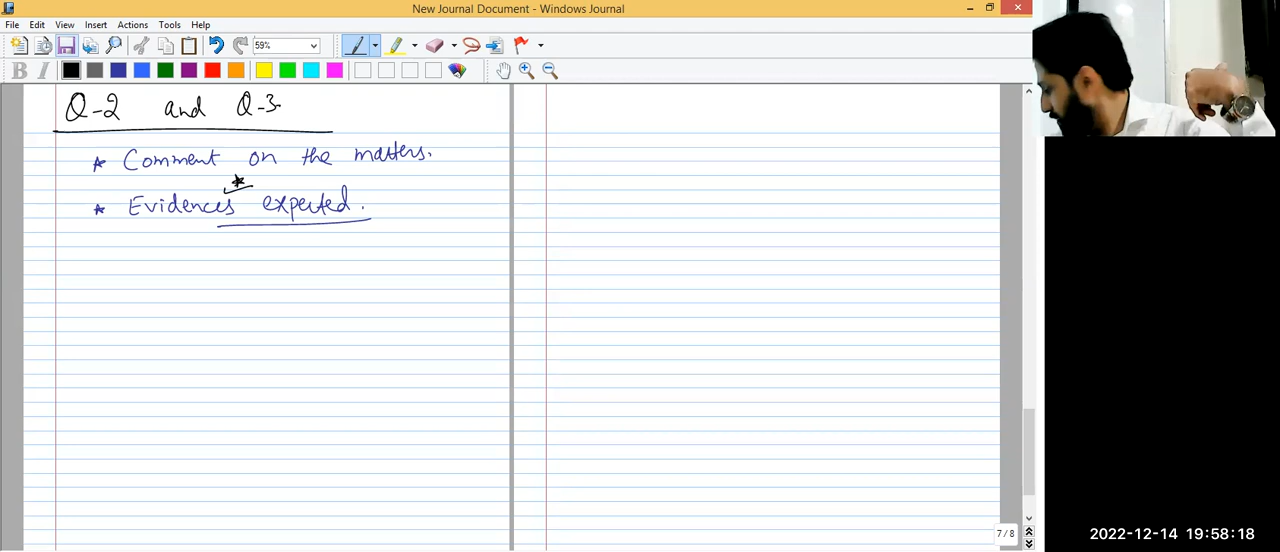 New Journal Document - Windows Journal
File Edit View Insert Actions Tools Help
59%
B I
Q-2 and Q-3
* Comment on the matters.
*
* Evidences expected.
7 / 8
2022-12-14 19:58:18